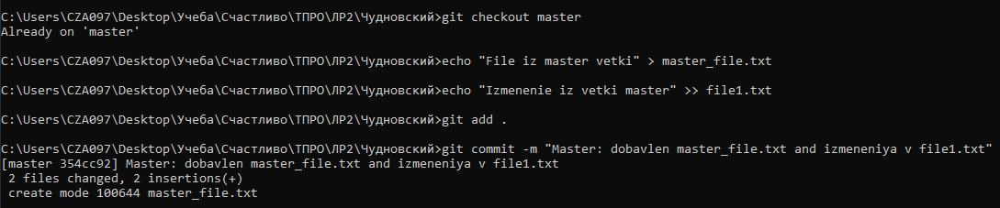 C:\Users\CZA097\Desktop\Учеба\Счастливо\ТПРО\ЛР2\Чудновский>git checkout master
Already on 'master'
C:\Users\CZA097\Desktop\Учеба\Счастливо\ТПРО\ЛР2\Чудновский>echo "File iz master vetki" > master_file.txt
C:\Users\CZA097\Desktop\Учеба\Счастливо\ТПРО\ЛР2\Чудновский>echo "Izmenenie iz vetki master" >> file1.txt
C:\Users\CZA097\Desktop\Учеба\Счастливо\ТПРО\ЛР2\Чудновский>git add .
C:\Users\CZA097\Desktop\Учеба\Счастливо\ТПРО\ЛР2\Чудновский>git commit -m "Master: dobavlen master_file.txt and izmeneniya v file1.txt"
[master 354cc92] Master: dobavlen master_file.txt and izmeneniya v file1.txt
 2 files changed, 2 insertions(+)
 create mode 100644 master_file.txt